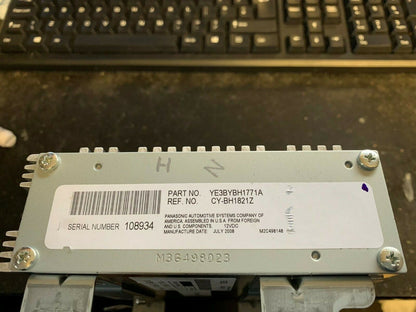 H N
PART NO. YE3BYBH1771A
REF. NO. CY-BH1821Z
SERIAL NUMBER 108934
PANASONIC AUTOMOTIVE SYSTEMS COMPANY OF
AMERICA. ASSEMBLED IN U.S.A. FROM FOREIGN
AND U.S. COMPONENTS. 12VDC
MANUFACTURE DATE: JULY 2008 M2C498148
M36498023